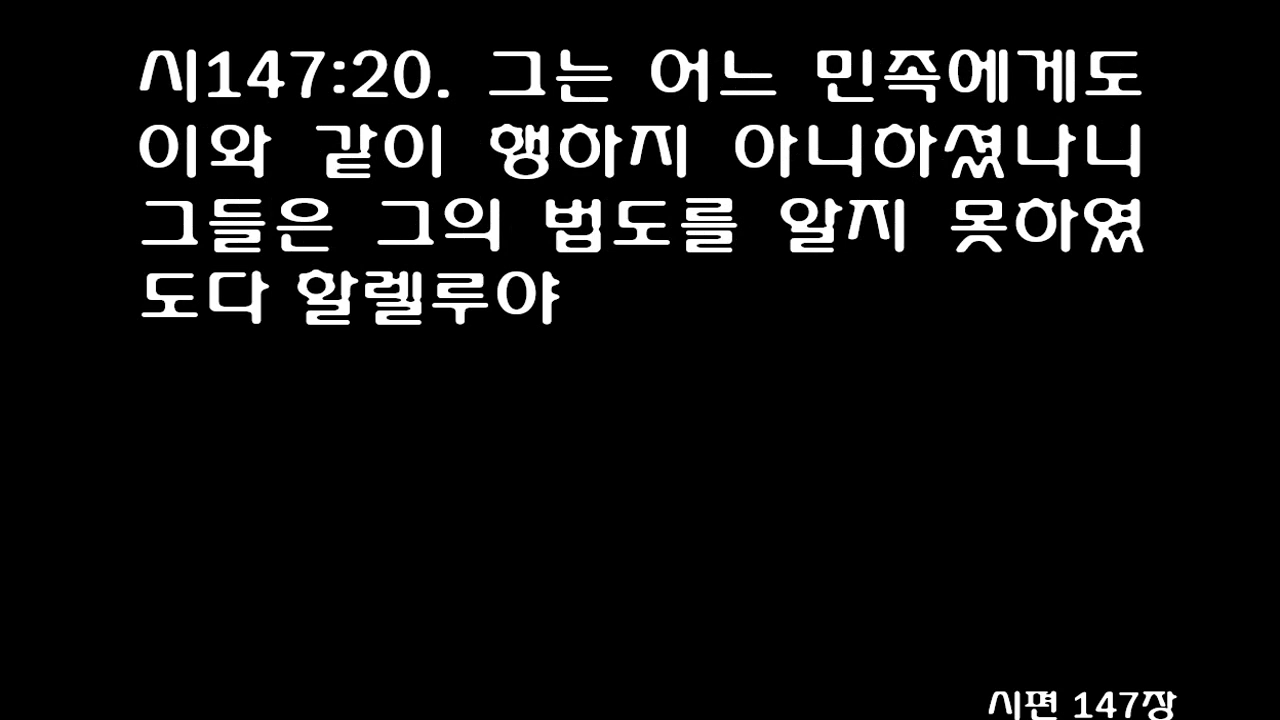 시147:20. 그는 어느 민족에게도
이와 같이 행하지 아니하셨나니
그들은 그의 법도를 알지 못하였
도다 할렐루야
시편 147장